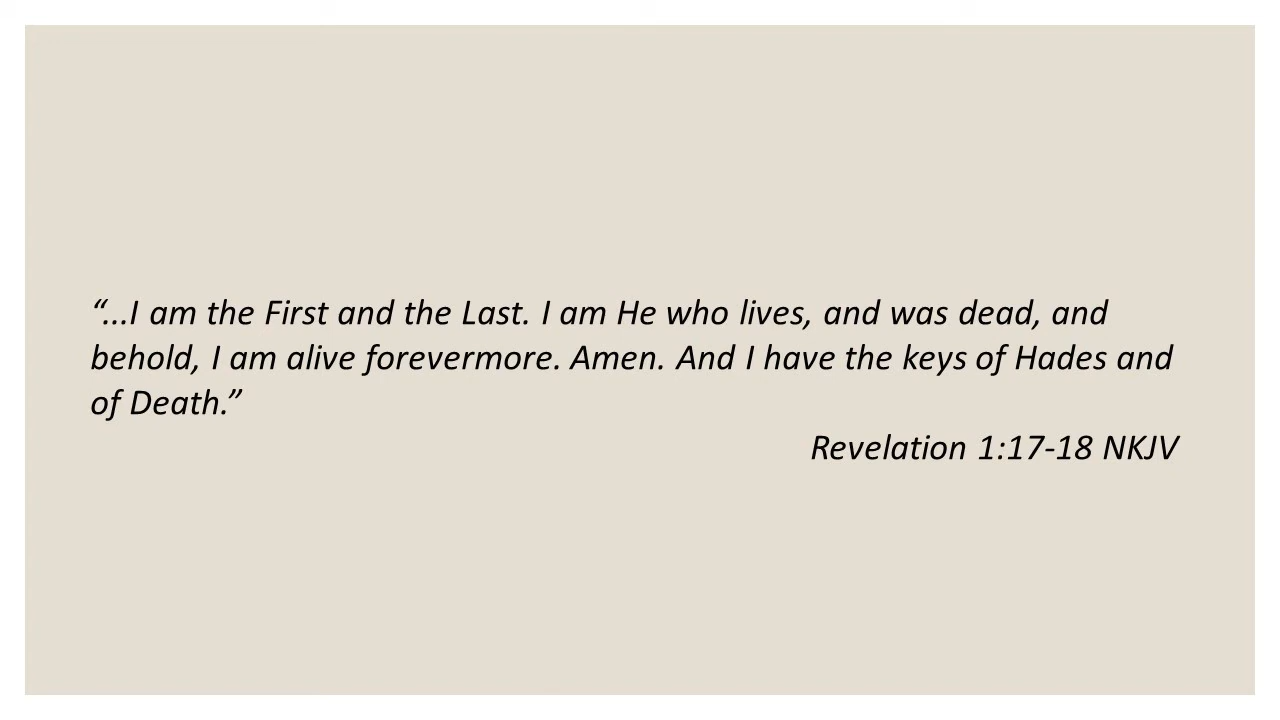 “...I am the First and the Last. I am He who lives, and was dead, and
behold, I am alive forevermore. Amen. And I have the keys of Hades and
of Death.”
Revelation 1:17-18 NKJV